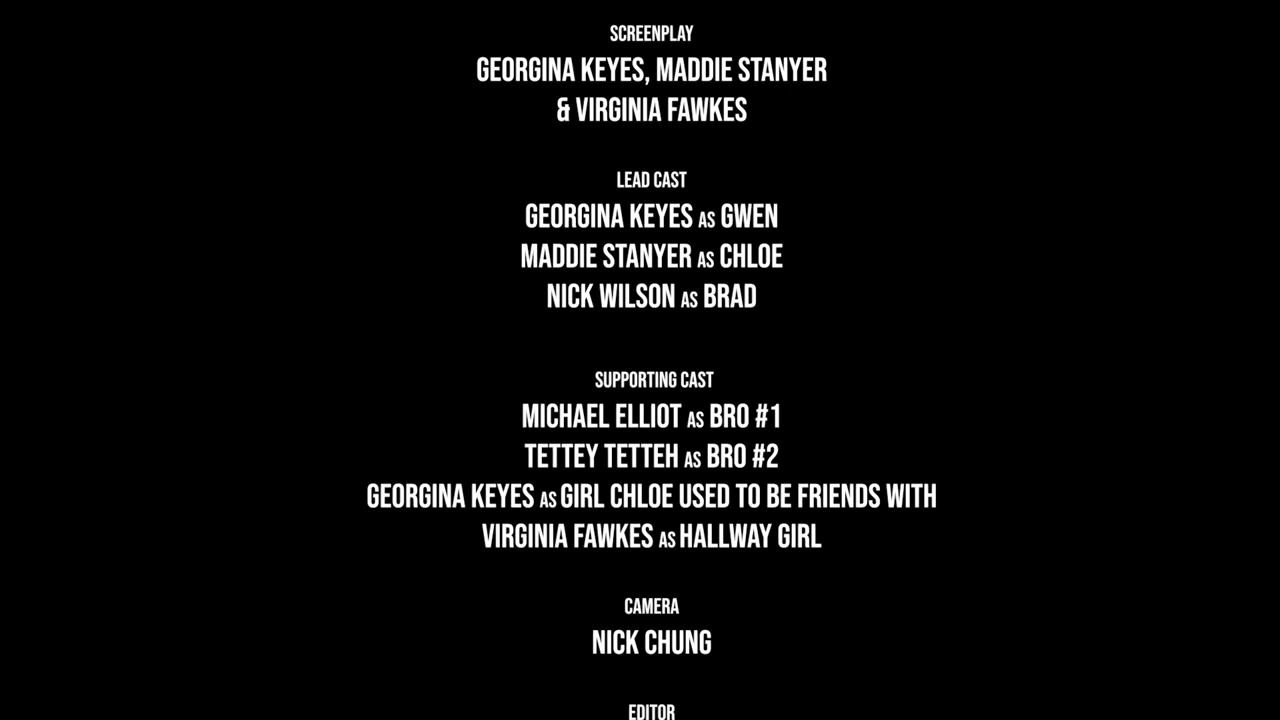 SCREENPLAY
GEORGINA KEYES, MADDIE STANYER
& VIRGINIA FAWKES
LEAD CAST
GEORGINA KEYES AS GWEN
MADDIE STANYER AS CHLOE
NICK WILSON AS BRAD
SUPPORTING CAST
MICHAEL ELLIOT AS BRO #1
TETTEY TETTEH AS BRO #2
GEORGINA KEYES AS GIRL CHLOE USED TO BE FRIENDS WITH
VIRGINIA FAWKES AS HALLWAY GIRL
CAMERA
NICK CHUNG
EDITOR